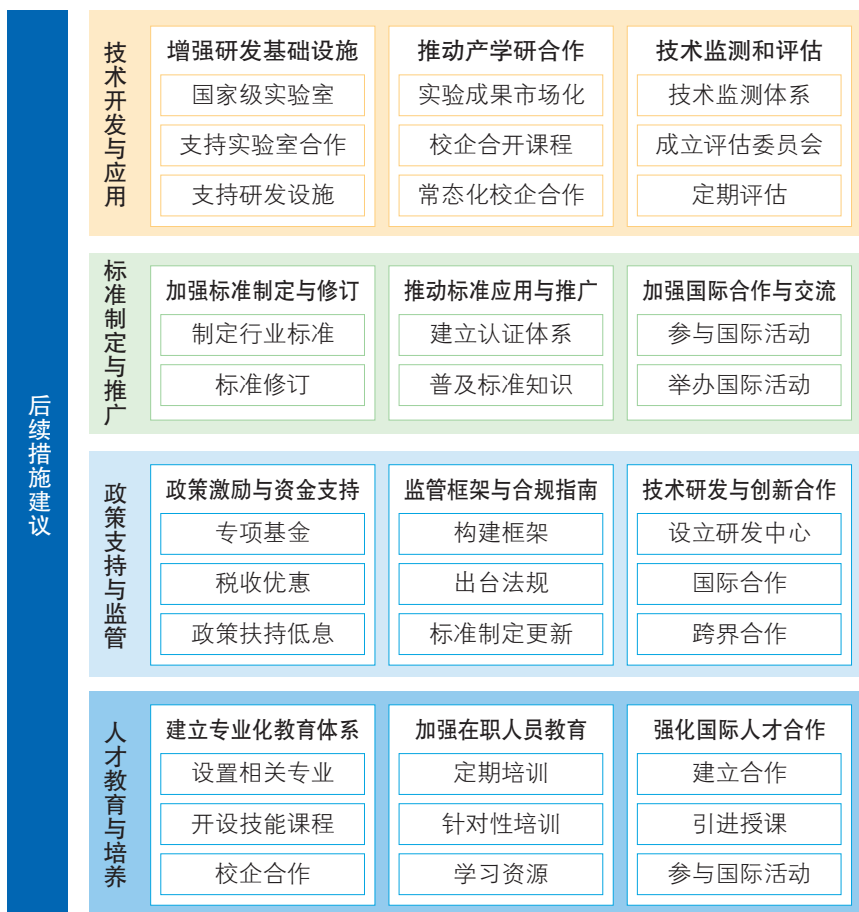 后续措施建议
技术开发与应用
增强研发基础设施
国家级实验室
支持实验室合作
支持研发设施
推动产学研合作
实验成果市场化
校企合开课程
常态化校企合作
技术监测和评估
技术监测体系
成立评估委员会
定期评估
标准制定与推广
加强标准制定与修订
制定行业标准
标准修订
推动标准应用与推广
建立认证体系
普及标准知识
加强国际合作与交流
参与国际活动
举办国际活动
政策支持与监管
政策激励与资金支持
专项基金
税收优惠
政策扶持低息
监管框架与合规指南
构建框架
出台法规
标准制定更新
技术研发与创新合作
设立研发中心
国际合作
跨界合作
人才教育与培养
建立专业化教育体系
设置相关专业
开设技能课程
校企合作
加强在职人员教育
定期培训
针对性培训
学习资源
强化国际人才合作
建立合作
引进授课
参与国际活动